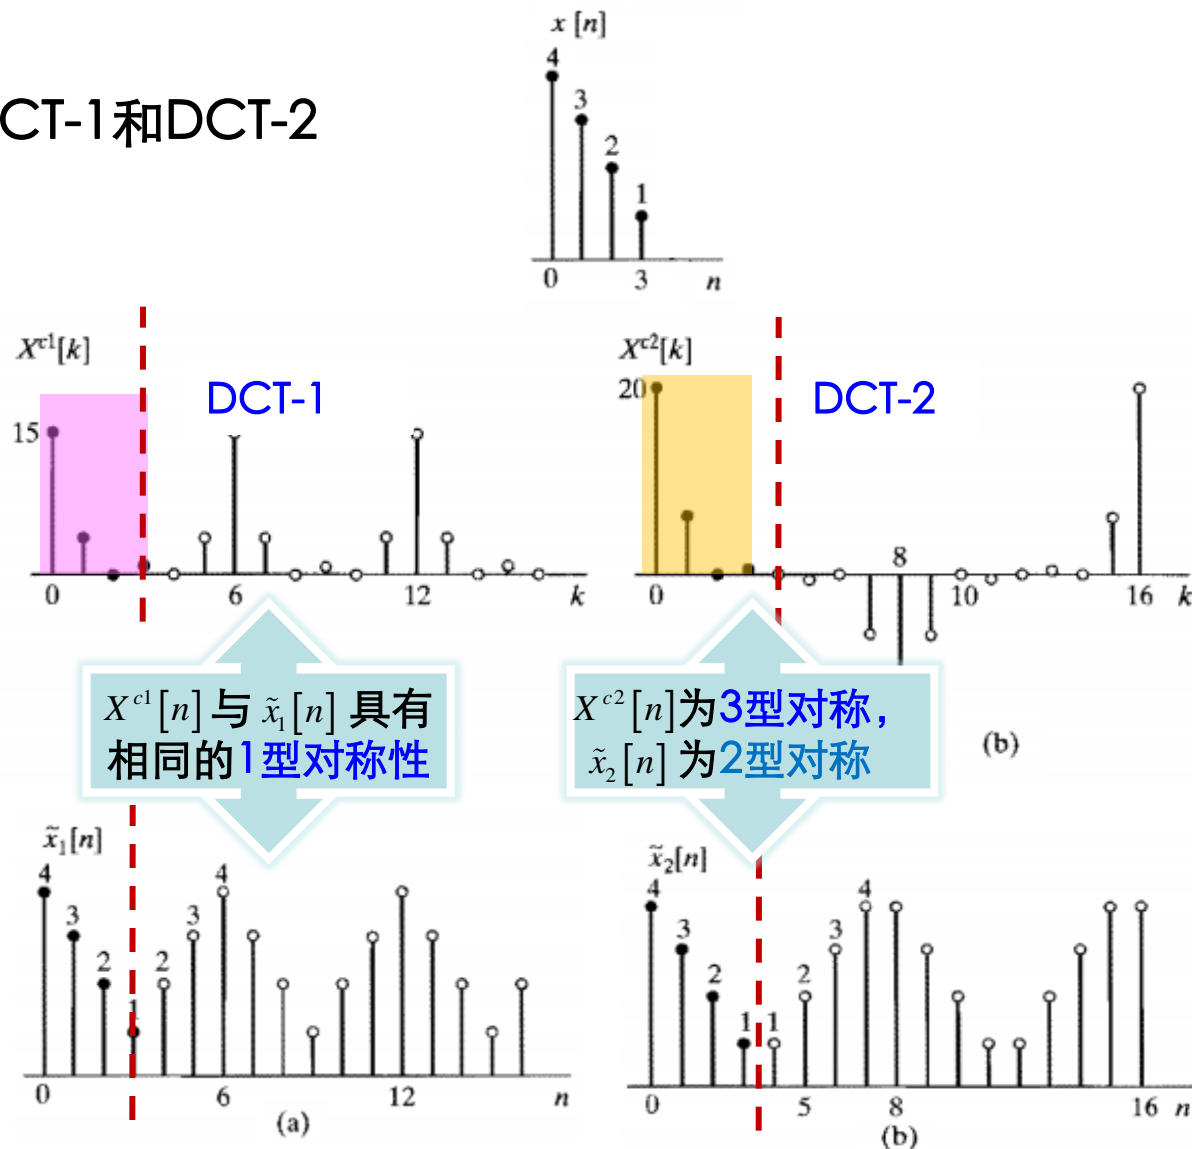 x [n]
4
3
2
1
0 3 n
CT-1和DCT-2
X^c1[k]
DCT-1
15
0 6 12 k
X^c2[k]
DCT-2
20
8
0 10 16 k
(b)
X^c1[n]与 x̃₁[n] 具有
相同的1型对称性
X^c2[n]为3型对称，
x̃₂[n] 为2型对称
x̃₁[n]
4 3 2 1 2 3 4
0 6 12 n
(a)
x̃₂[n]
4 3 2 1 1 2 3 4
0 5 8 16 n
(b)